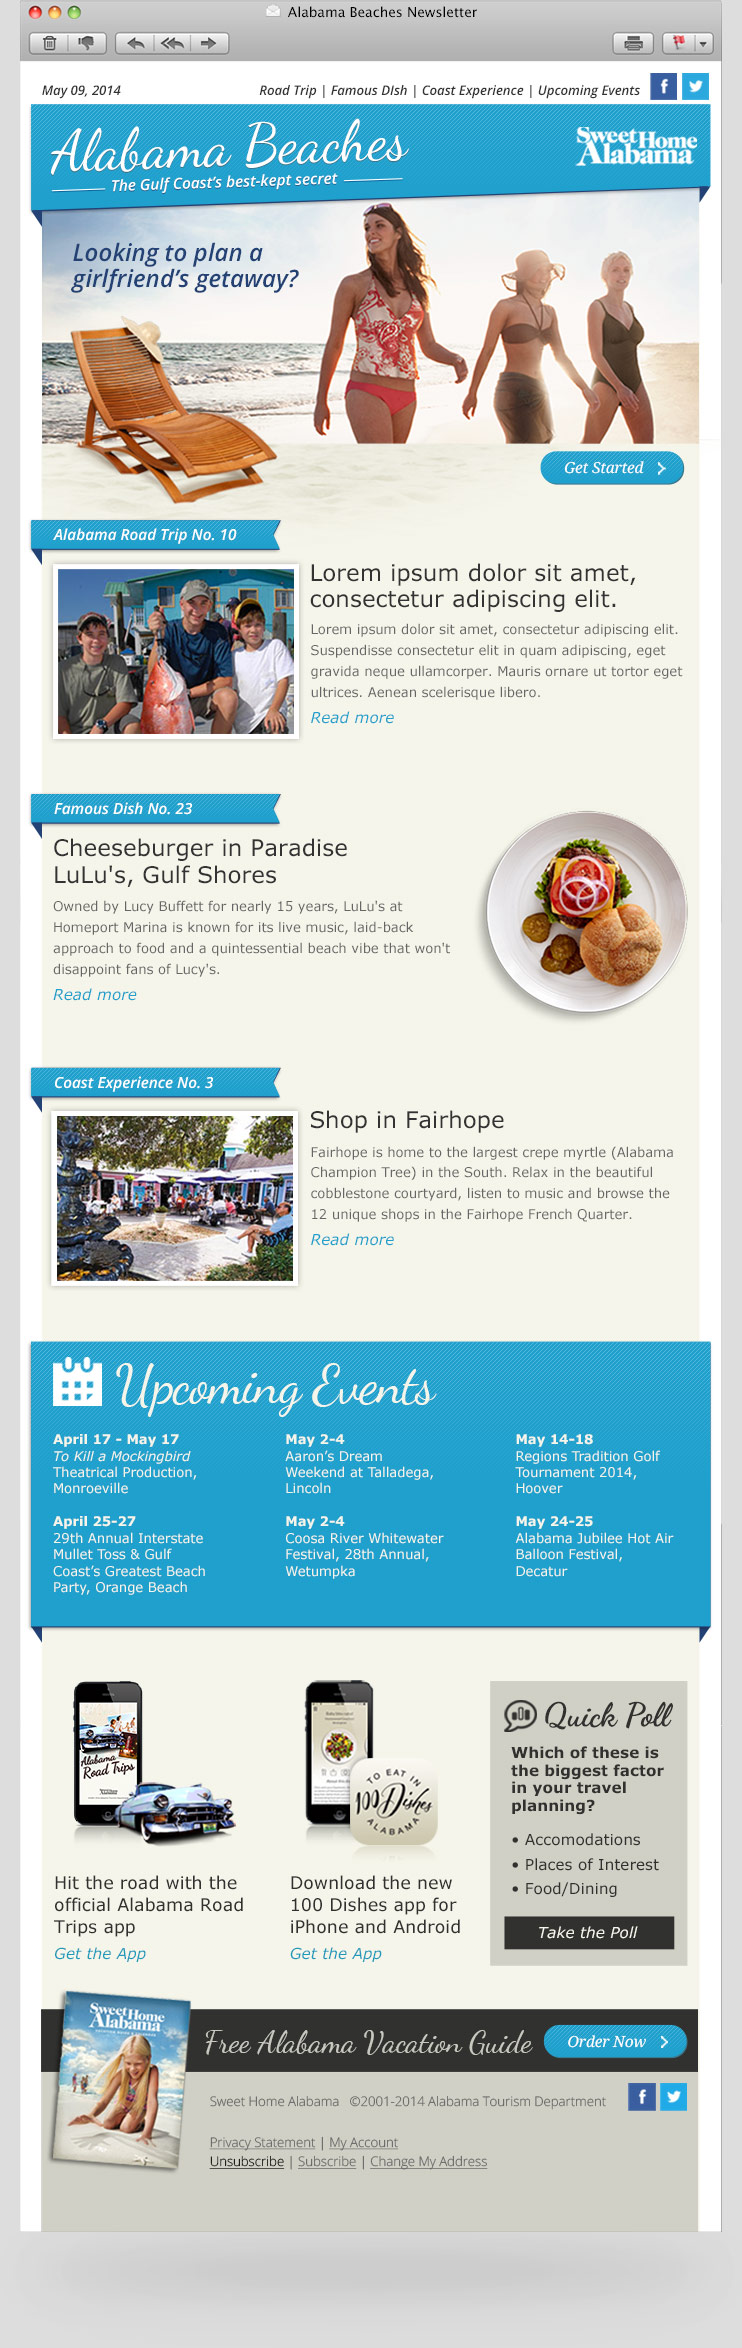 Alabama Beaches Newsletter
May 09, 2014
Road Trip | Famous DIsh | Coast Experience | Upcoming Events
Alabama Beaches
The Gulf Coast's best-kept secret
Sweet Home
Alabama
Looking to plan a
girlfriend's getaway?
Get Started
Alabama Road Trip No. 10
Lorem ipsum dolor sit amet,
consectetur adipiscing elit.
Lorem ipsum dolor sit amet, consectetur adipiscing elit.
Suspendisse consectetur elit in quam adipiscing, eget
gravida neque ullamcorper. Mauris ornare ut tortor eget
ultrices. Aenean scelerisque libero.
Read more
Famous Dish No. 23
Cheeseburger in Paradise
LuLu's, Gulf Shores
Owned by Lucy Buffett for nearly 15 years, LuLu's at
Homeport Marina is known for its live music, laid-back
approach to food and a quintessential beach vibe that won't
disappoint fans of Lucy's.
Read more
Coast Experience No. 3
Shop in Fairhope
Fairhope is home to the largest crepe myrtle (Alabama
Champion Tree) in the South. Relax in the beautiful
cobblestone courtyard, listen to music and browse the
12 unique shops in the Fairhope French Quarter.
Read more
Upcoming Events
April 17 - May 17
To Kill a Mockingbird
Theatrical Production,
Monroeville
April 25-27
29th Annual Interstate
Mullet Toss & Gulf
Coast's Greatest Beach
Party, Orange Beach
May 2-4
Aaron's Dream
Weekend at Talladega,
Lincoln
May 2-4
Coosa River Whitewater
Festival, 28th Annual,
Wetumpka
May 14-18
Regions Tradition Golf
Tournament 2014,
Hoover
May 24-25
Alabama Jubilee Hot Air
Balloon Festival,
Decatur
Alabama
Road Trips
Hit the road with the
official Alabama Road
Trips app
Get the App
TO EAT IN
100 Dishes
ALABAMA
Download the new
100 Dishes app for
iPhone and Android
Get the App
Quick Poll
Which of these is
the biggest factor
in your travel
planning?
• Accomodations
• Places of Interest
• Food/Dining
Take the Poll
Sweet Home
Alabama
Free Alabama Vacation Guide
Order Now
Sweet Home Alabama ©2001-2014 Alabama Tourism Department
Privacy Statement | My Account
Unsubscribe | Subscribe | Change My Address